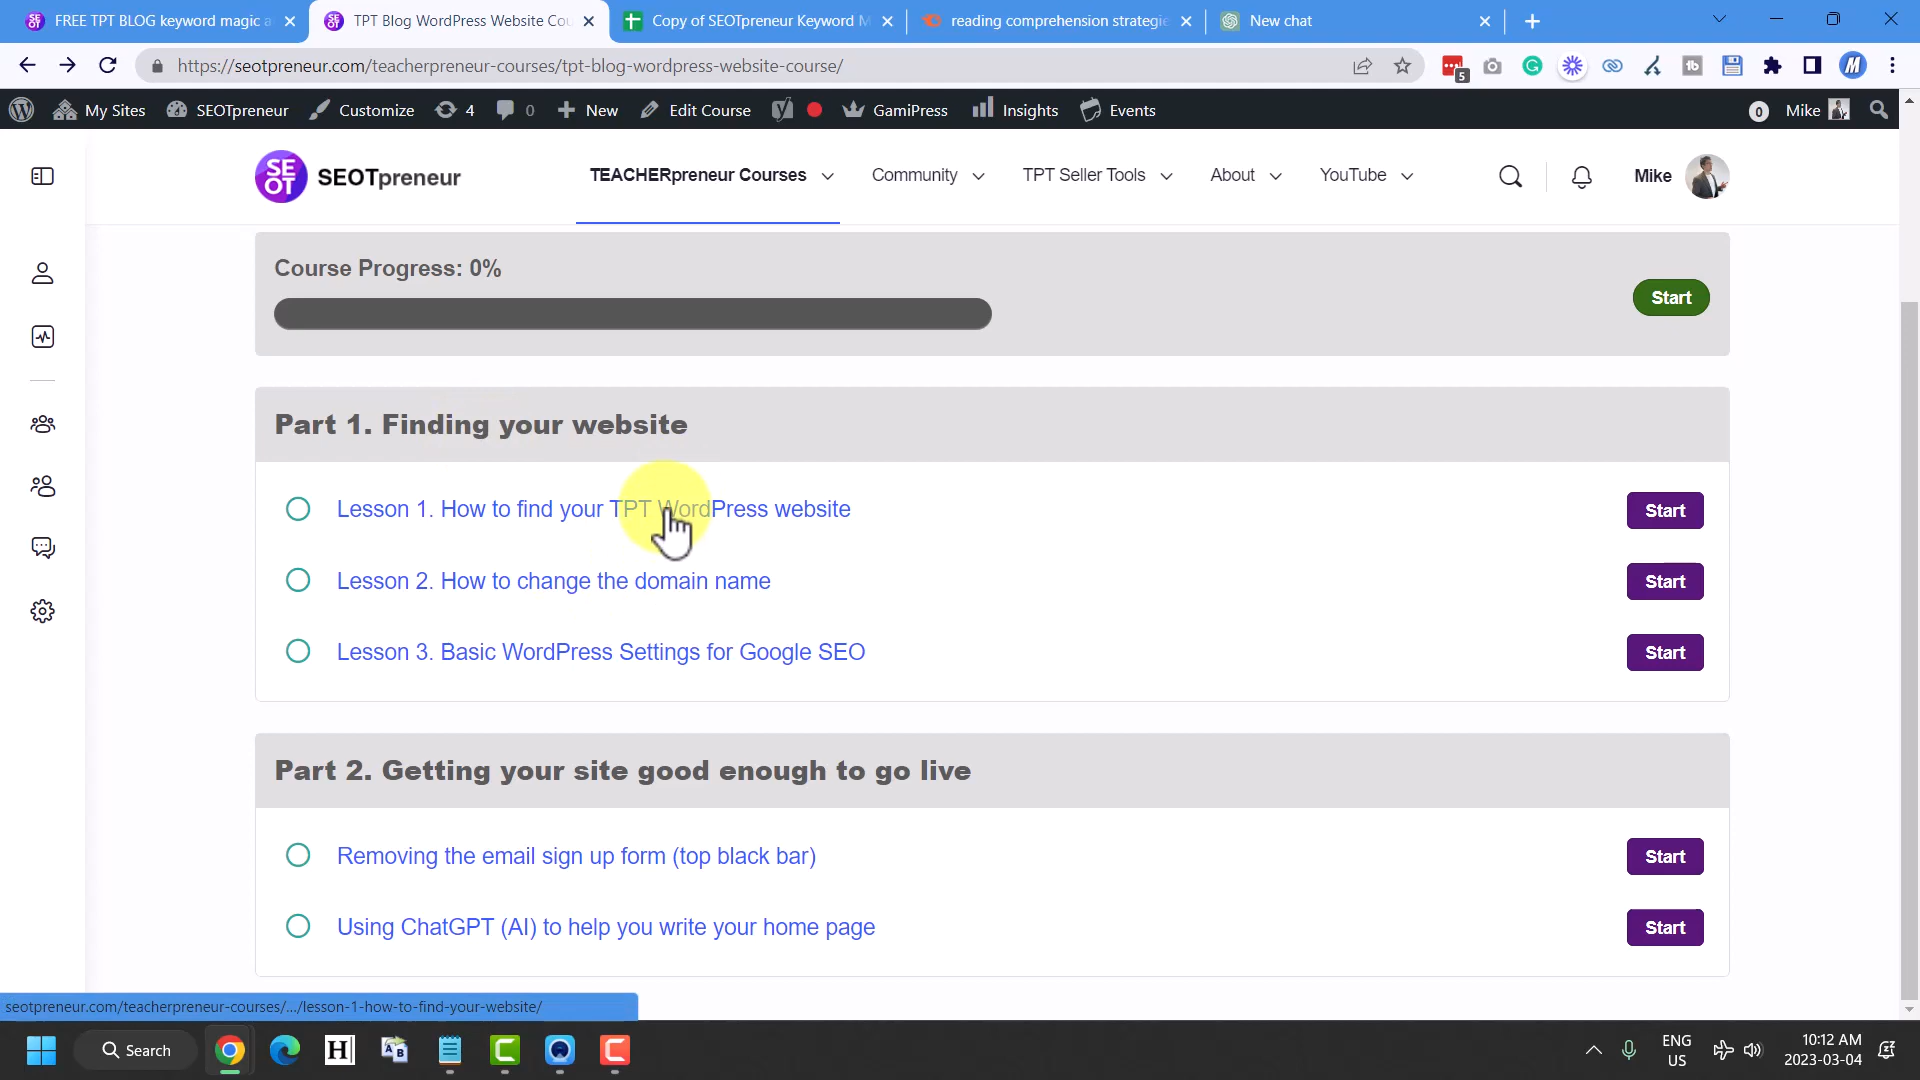 FREE TPT BLOG keyword magic a
TPT Blog WordPress Website Cou
Copy of SEOTpreneur Keyword M
reading comprehension strategie
New chat
https://seotpreneur.com/teacherpreneur-courses/tpt-blog-wordpress-website-course/
5
My Sites
SEOTpreneur
Customize
4
0
New
Edit Course
GamiPress
Insights
Events
0
Mike
SEOT
SEOTpreneur
TEACHERpreneur Courses
Community
TPT Seller Tools
About
YouTube
Mike
Course Progress: 0%
Start
Part 1. Finding your website
Lesson 1. How to find your TPT WordPress website
Start
Lesson 2. How to change the domain name
Start
Lesson 3. Basic WordPress Settings for Google SEO
Start
Part 2. Getting your site good enough to go live
Removing the email sign up form (top black bar)
Start
Using ChatGPT (AI) to help you write your home page
Start
seotpreneur.com/teacherpreneur-courses/.../lesson-1-how-to-find-your-website/
Search
ENG
US
10:12 AM
2023-03-04